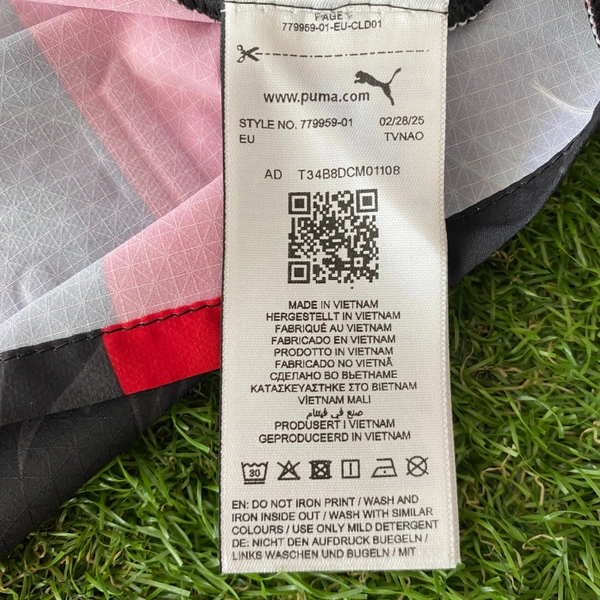 PAGE 6
779959-01-EU-CLD01
www.puma.com
STYLE NO. 779959-01 02/28/25
EU TVNAO
AD T34B8DCM01108
MADE IN VIETNAM
HERGESTELLT IN VIETNAM
FABRIQUÉ AU VIETNAM
FABRICADO EN VIETNAM
PRODOTTO IN VIETNAM
FABRICADO NO VIETNÃ
СДЕЛАНО ВО ВЬЕТНАМЕ
ΚΑΤΑΣΚΕΥΑΣΤΗΚΕ ΣΤΟ ΒΙΕΤΝΑΜ
VİETNAM MALI
صنع في فيتنام
PRODUSERT I VIETNAM
GEPRODUCEERD IN VIETNAM
30
EN: DO NOT IRON PRINT / WASH AND
IRON INSIDE OUT / WASH WITH SIMILAR
COLOURS / USE ONLY MILD DETERGENT
DE: NICHT DEN AUFDRUCK BUEGELN /
LINKS WASCHEN UND BUGELN / MIT